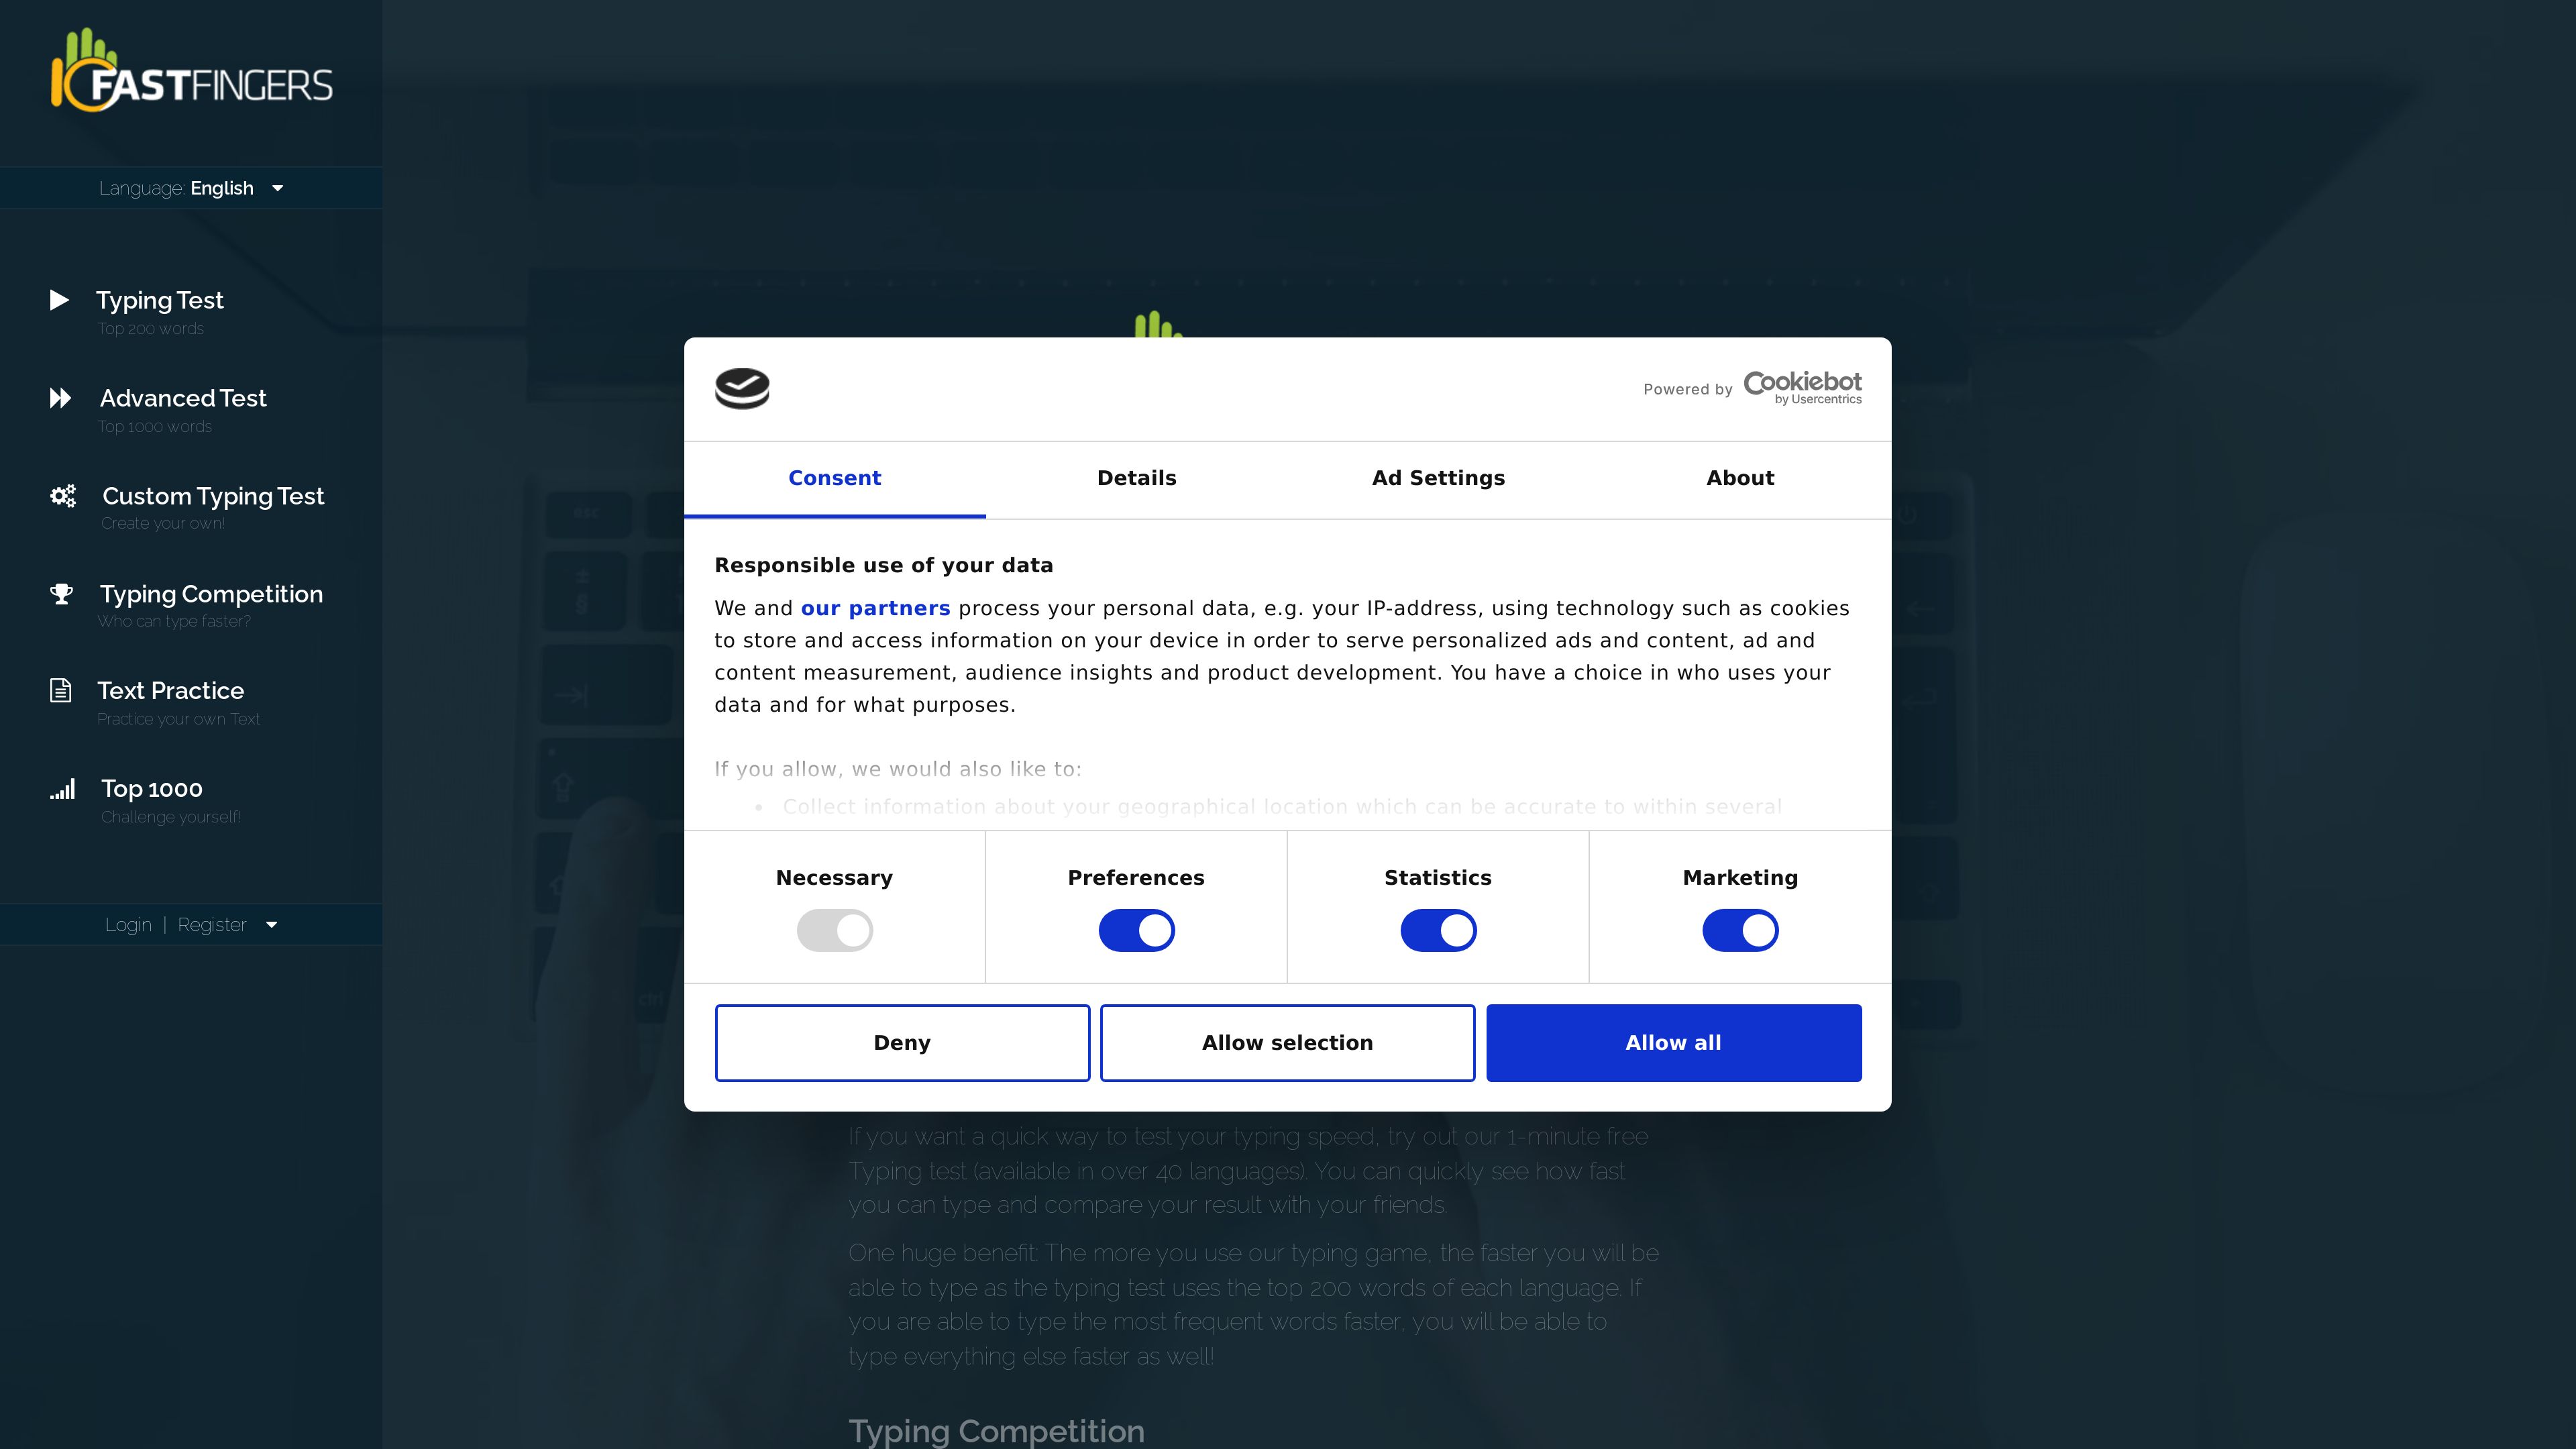 FASTFINGERS
Language: English
Typing Test
Top 200 words
Advanced Test
Top 1000 words
Custom Typing Test
Create your own!
Typing Competition
Who can type faster?
Text Practice
Practice your own Text
Top 1000
Challenge yourself!
Login | Register
Powered by Cookiebot
by Usercentrics
Consent Details Ad Settings About
Responsible use of your data
We and our partners process your personal data, e.g. your IP-address, using technology such as cookies
to store and access information on your device in order to serve personalized ads and content, ad and
content measurement, audience insights and product development. You have a choice in who uses your
data and for what purposes.
If you allow, we would also like to:
• Collect information about your geographical location which can be accurate to within several
Necessary Preferences Statistics Marketing
Deny Allow selection Allow all
esc
ctrl
If you want a quick way to test your typing speed, try out our 1-minute free
Typing test (available in over 40 languages). You can quickly see how fast
you can type and compare your result with your friends.
One huge benefit: The more you use our typing game, the faster you will be
able to type as the typing test uses the top 200 words of each language. If
you are able to type the most frequent words faster, you will be able to
type everything else faster as well!
Typing Competition